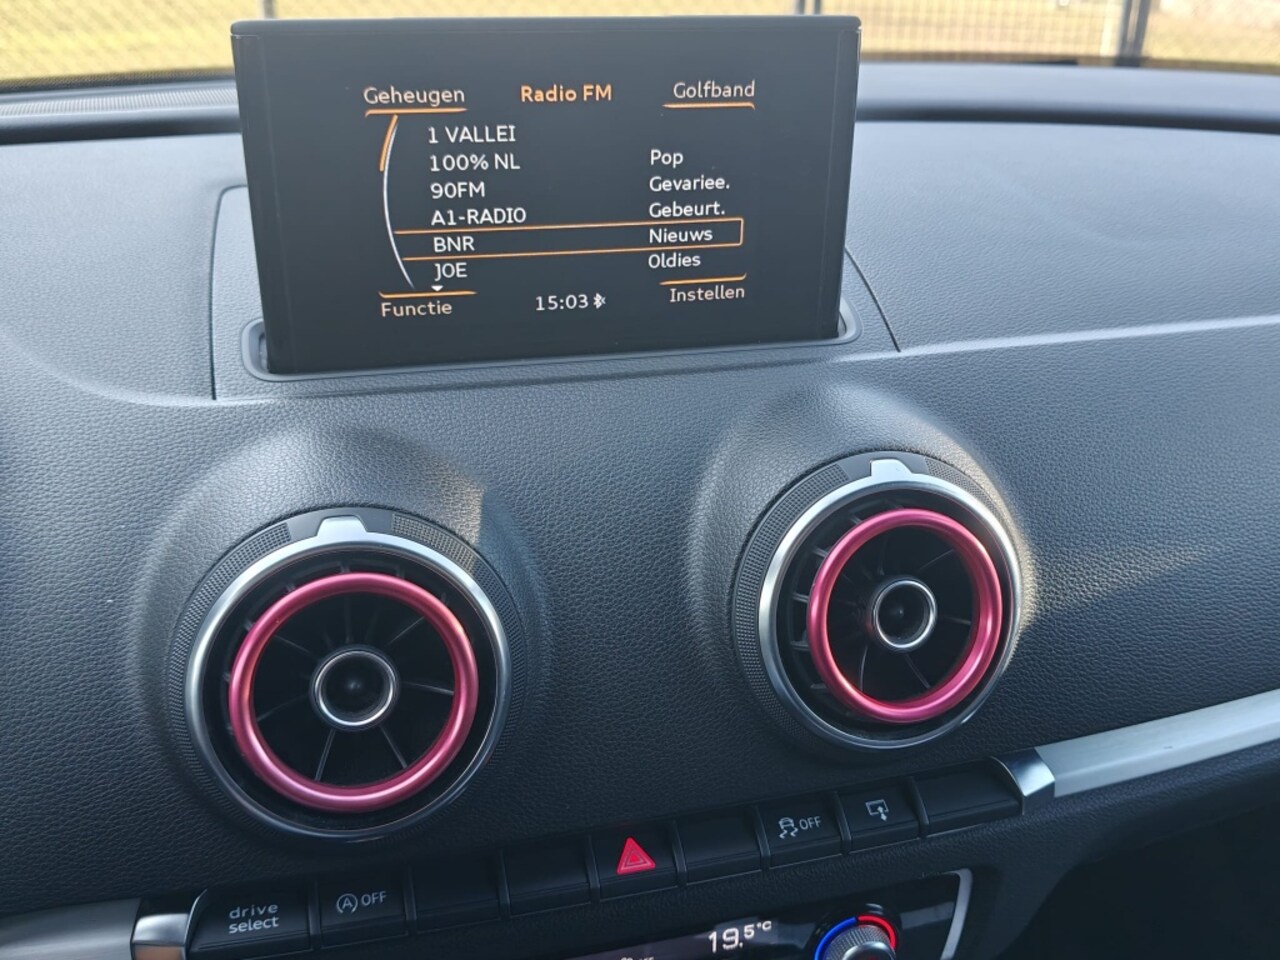 Geheugen Radio FM Golfband
1 VALLEI
100% NL Pop
90FM Gevariee.
A1-RADIO Gebeurt.
BNR Nieuws
JOE Oldies
Functie 15:03 Instellen
OFF
drive select
A OFF
19.5°C